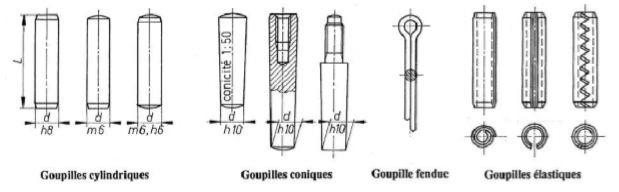 L
d
h8
d
m6
d
m6, h6
conicité 1:50
d
h10
d
h10
d
h10
Goupilles cylindriques
Goupilles coniques
Goupille fendue
Goupilles élastiques